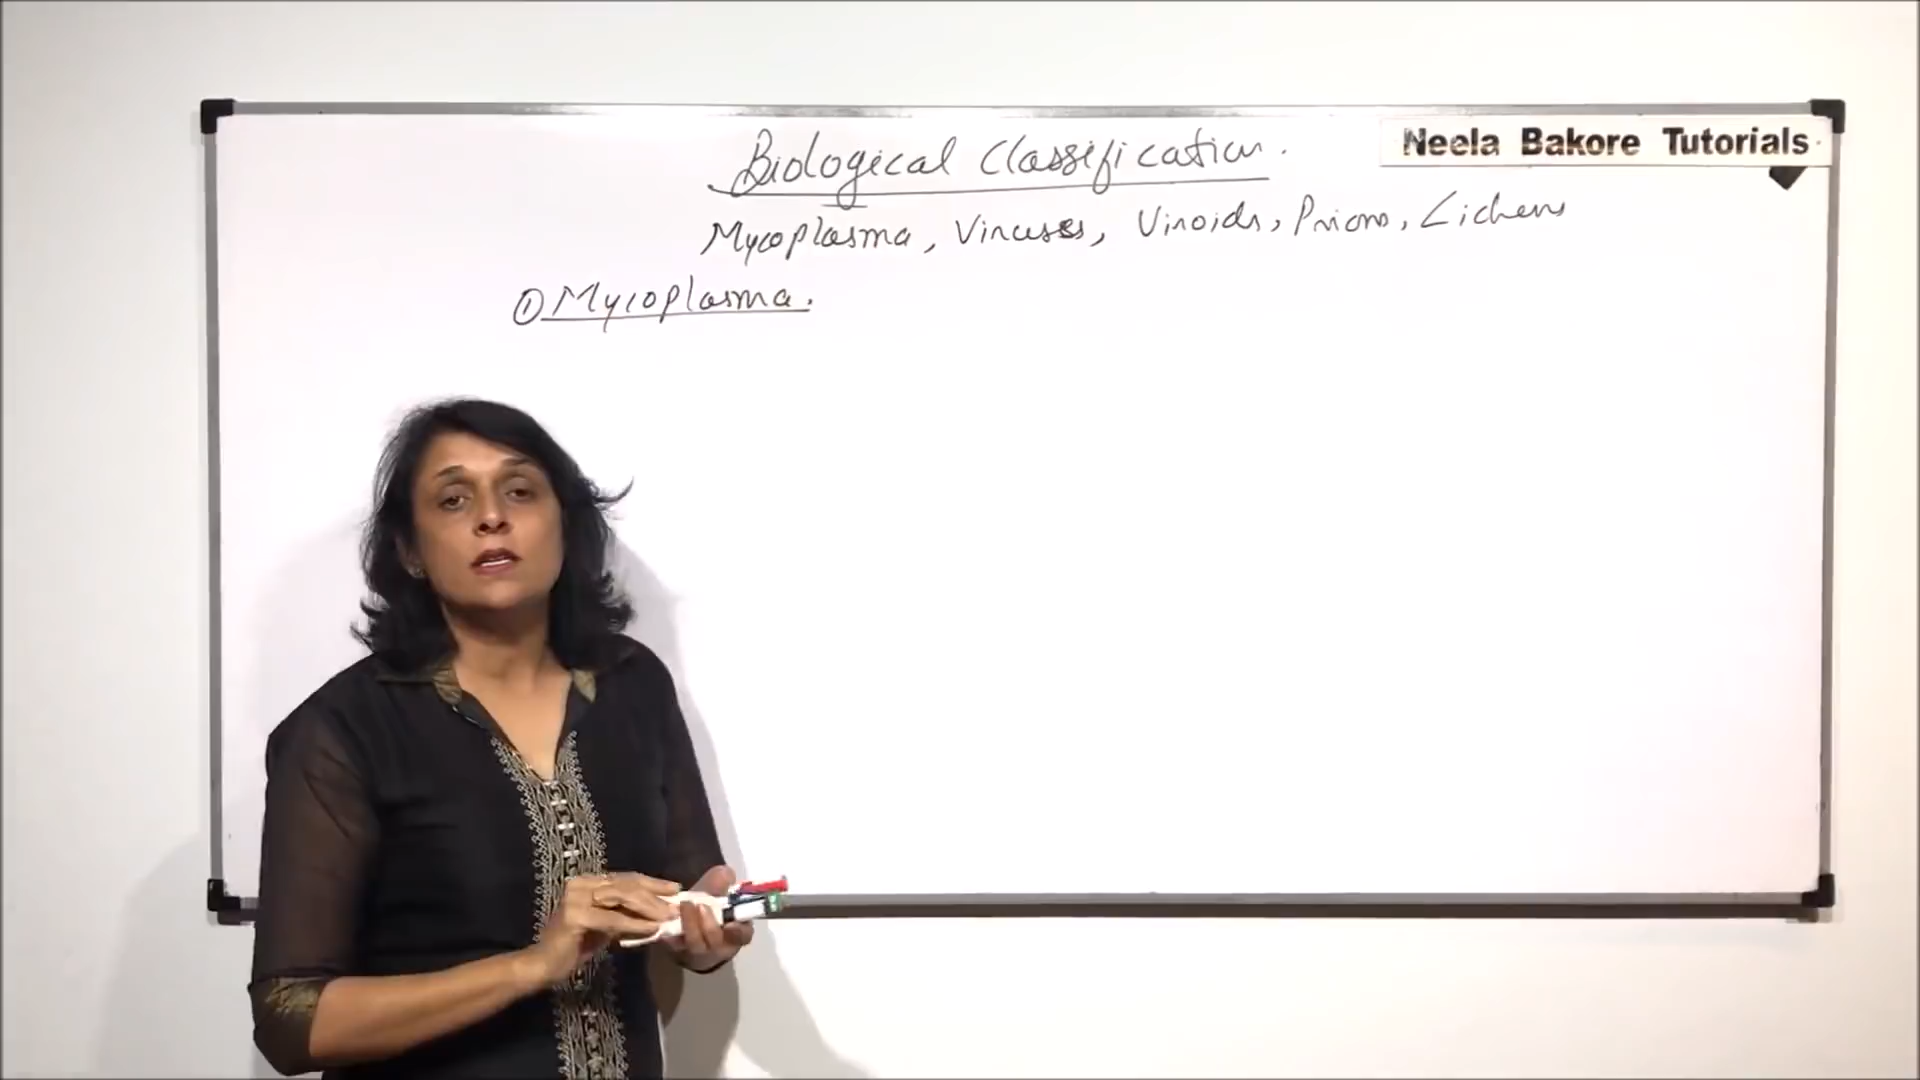 Neela Bakore Tutorials
Biological Classification.
Mycoplasma, Viruses, Viroids, Prions, Lichens
① Mycoplasma.